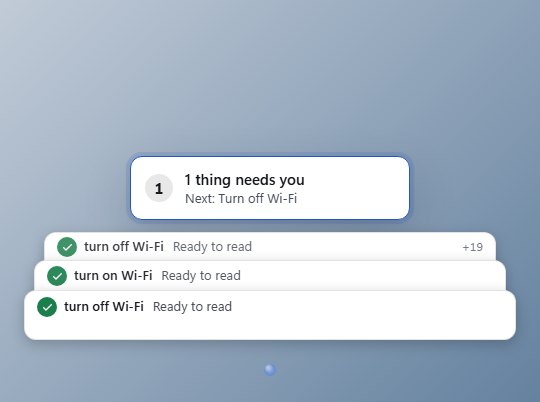 1
1 thing needs you
Next: Turn off Wi-Fi
turn off Wi-Fi Ready to read +19
turn on Wi-Fi Ready to read
turn off Wi-Fi Ready to read